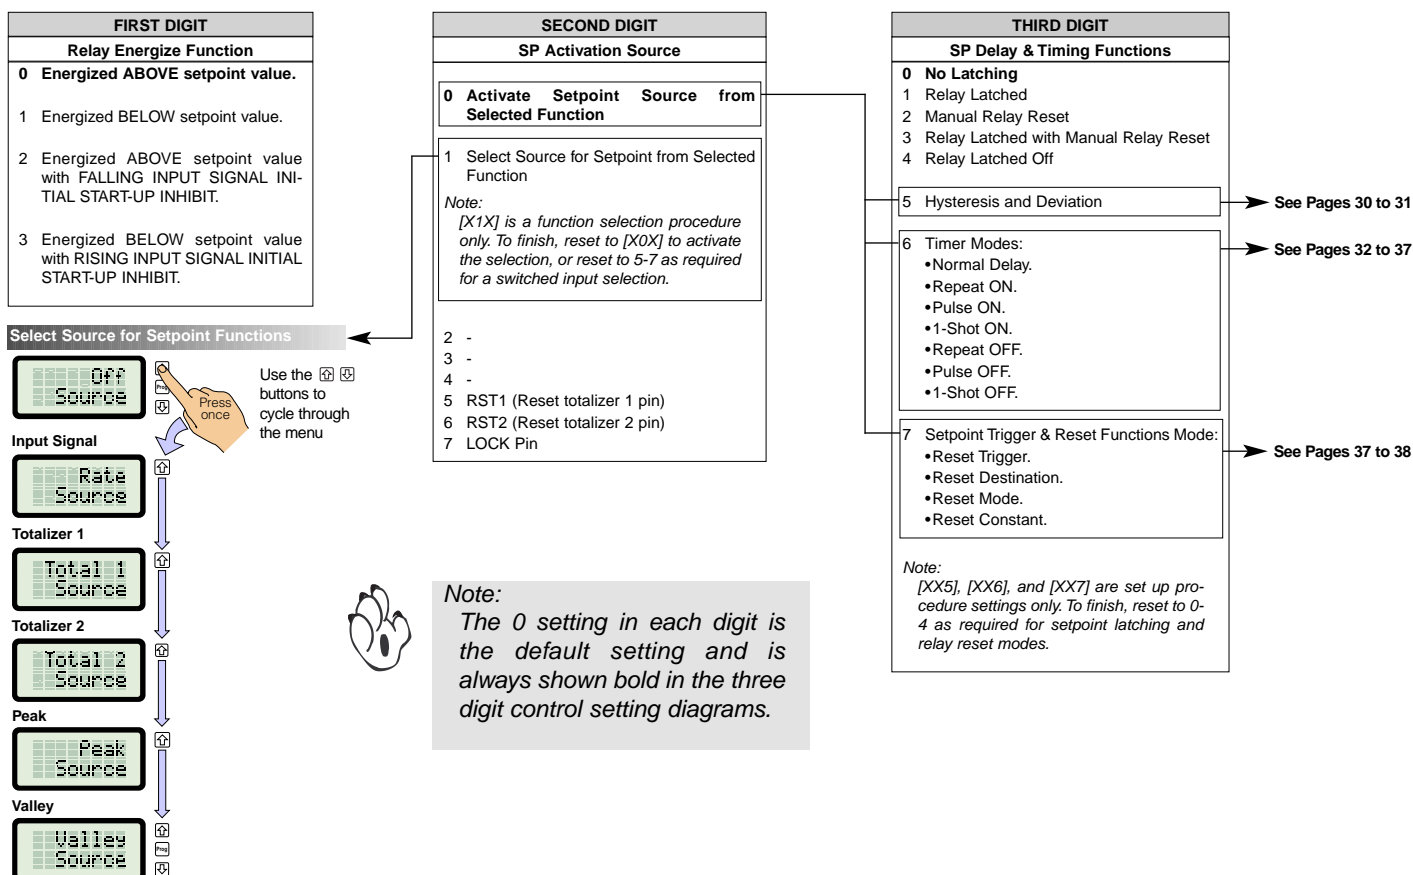 FIRST DIGIT
Relay Energize Function
0 Energized ABOVE setpoint value.
1 Energized BELOW setpoint value.
2 Energized ABOVE setpoint value
with FALLING INPUT SIGNAL INI-
TIAL START-UP INHIBIT.
3 Energized BELOW setpoint value
with RISING INPUT SIGNAL INITIAL
START-UP INHIBIT.
SECOND DIGIT
SP Activation Source
0 Activate Setpoint Source from
Selected Function
1 Select Source for Setpoint from Selected
Function
Note:
[X1X] is a function selection procedure
only. To finish, reset to [X0X] to activate
the selection, or reset to 5-7 as required
for a switched input selection.
2 -
3 -
4 -
5 RST1 (Reset totalizer 1 pin)
6 RST2 (Reset totalizer 2 pin)
7 LOCK Pin
THIRD DIGIT
SP Delay & Timing Functions
0 No Latching
1 Relay Latched
2 Manual Relay Reset
3 Relay Latched with Manual Relay Reset
4 Relay Latched Off
5 Hysteresis and Deviation
See Pages 30 to 31
6 Timer Modes:
•Normal Delay.
•Repeat ON.
•Pulse ON.
•1-Shot ON.
•Repeat OFF.
•Pulse OFF.
•1-Shot OFF.
See Pages 32 to 37
7 Setpoint Trigger & Reset Functions Mode:
•Reset Trigger.
•Reset Destination.
•Reset Mode.
•Reset Constant.
See Pages 37 to 38
Note:
[XX5], [XX6], and [XX7] are set up pro-
cedure settings only. To finish, reset to 0-
4 as required for setpoint latching and
relay reset modes.
Select Source for Setpoint Functions
Off
Source
Prog
Press
once
Use the
buttons to
cycle through
the menu
Input Signal
Rate
Source
Totalizer 1
Total 1
Source
Totalizer 2
Total 2
Source
Peak
Peak
Source
Valley
Valley
Source
Prog
Note:
The 0 setting in each digit is
the default setting and is
always shown bold in the three
digit control setting diagrams.